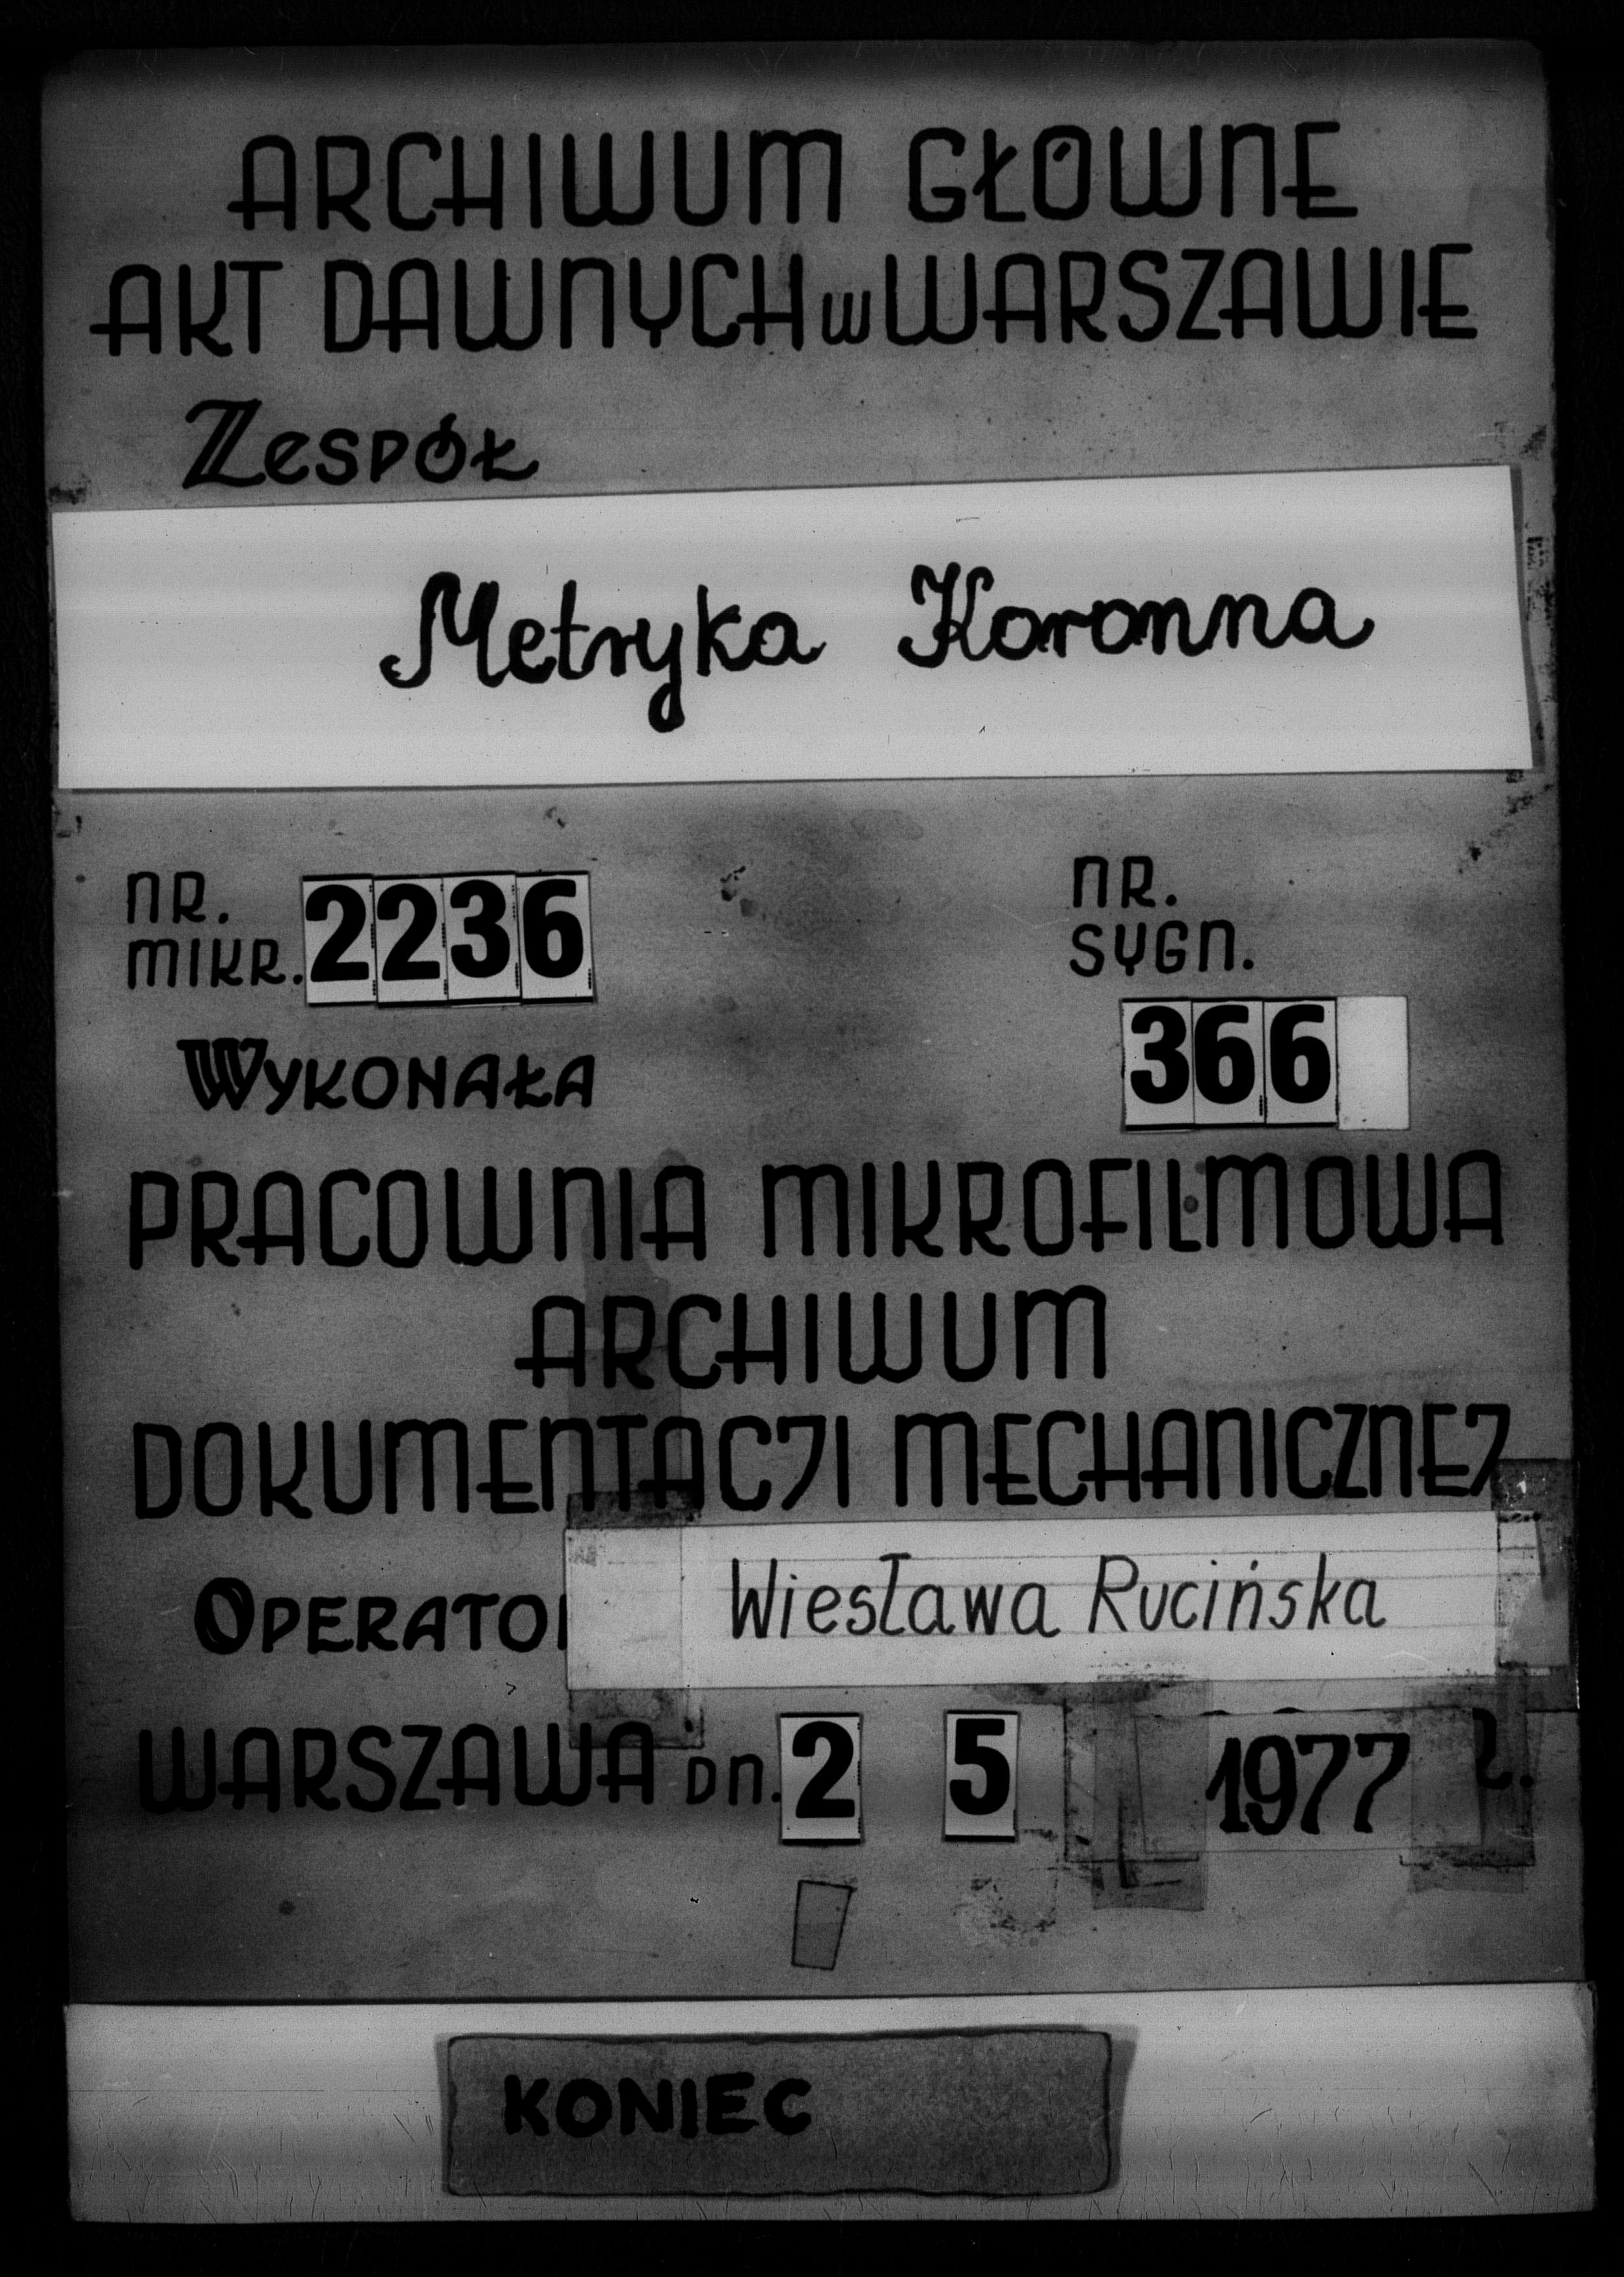 ARCHIWUM GŁÓWNE
AKT DAWNYCH w WARSZAWIE
Zespół
Metryka Koronna
NR. MIKR. 2236
NR. SYGN. 366
WYKONAŁA
PRACOWNIA MIKROFILMOWA
ARCHIWUM
DOKUMENTACJI MECHANICZNEJ
OPERATOR Wiesława Rucińska
WARSZAWA DN. 2 5 1977 r.
KONIEC